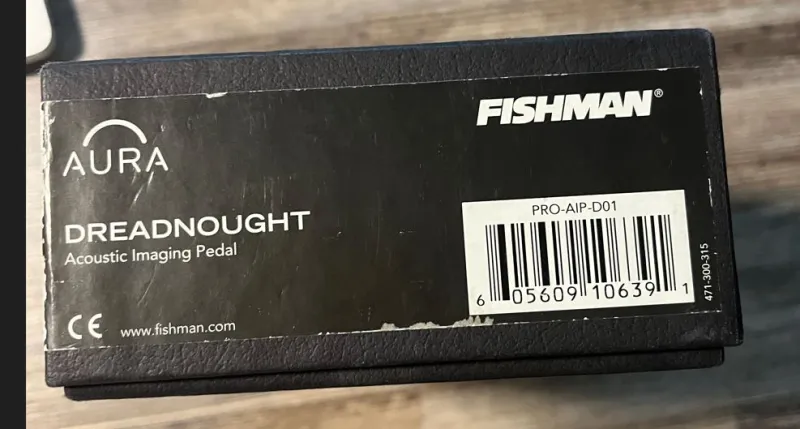 FISHMAN®
AURA
DREADNOUGHT
Acoustic Imaging Pedal
CE www.fishman.com
PRO-AIP-D01
6 05609 10639 1
471-300-315